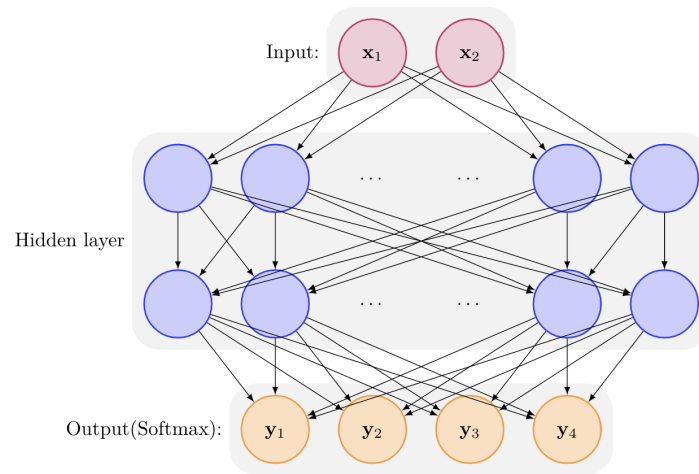 Input: x₁ x₂
… …
Hidden layer
… …
Output(Softmax): y₁ y₂ y₃ y₄